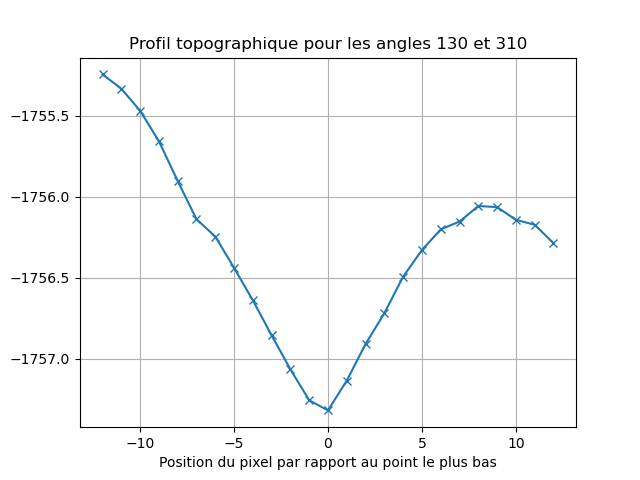 Profil topographique pour les angles 130 et 310
−1755.5
−1756.0
−1756.5
−1757.0
−10 −5 0 5 10
Position du pixel par rapport au point le plus bas